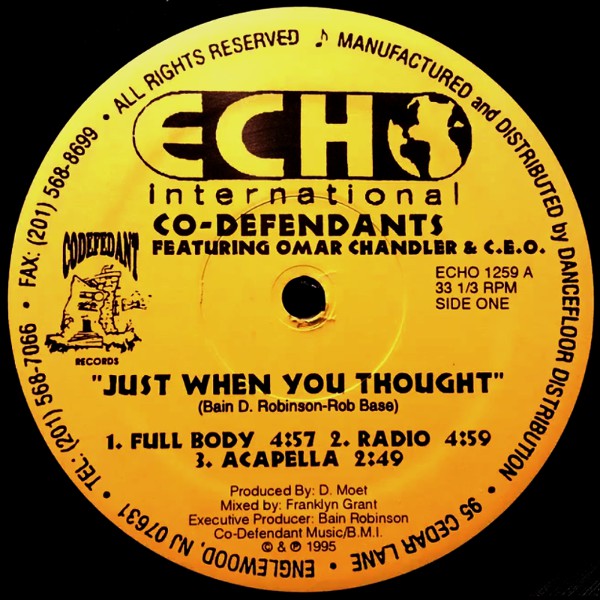 • ALL RIGHTS RESERVED ♪ MANUFACTURED and DISTRIBUTED by DANCEFLOOR DISTRIBUTION • 95 CEDAR LANE • ENGLEWOOD, NJ 07631 • TEL: (201) 568-7066 • FAX: (201) 568-8699
ECHO
international
CO-DEFENDANTS
FEATURING OMAR CHANDLER & C.E.O.
CODEFEDANT
RECORDS
ECHO 1259 A
33 1/3 RPM
SIDE ONE
"JUST WHEN YOU THOUGHT"
(Bain D. Robinson-Rob Base)
1. FULL BODY 4:57 2. RADIO 4:59
3. ACAPELLA 2:49
Produced By: D. Moet
Mixed by: Franklyn Grant
Executive Producer: Bain Robinson
Co-Defendant Music/B.M.I.
© & ℗ 1995